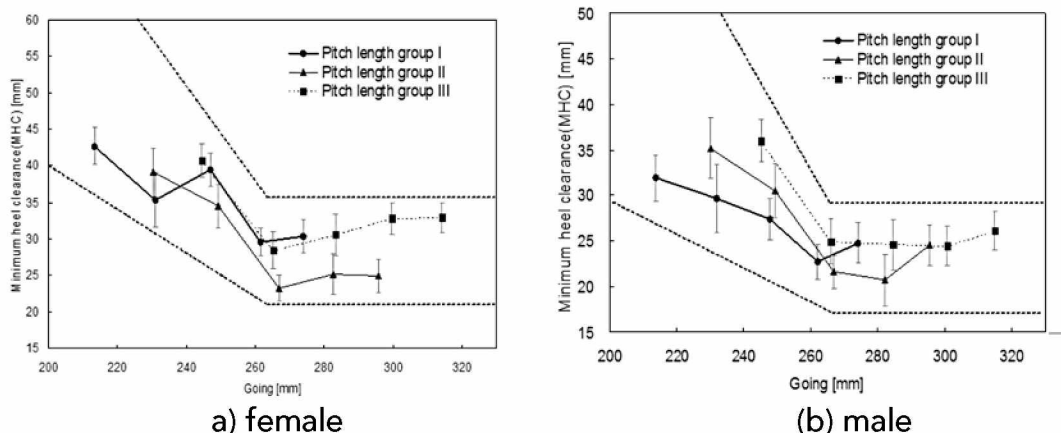 60
55
50
45
40
35
30
25
20
15
Minimum heel clearance(MHC) [mm]
Pitch length group I
Pitch length group II
Pitch length group III
200 220 240 260 280 300 320
Going [mm]
a) female
50
45
40
35
30
25
20
15
Minimum heel clearance(MHC) [mm]
Pitch length group I
Pitch length group II
Pitch length group III
200 220 240 260 280 300 320
Going [mm]
(b) male